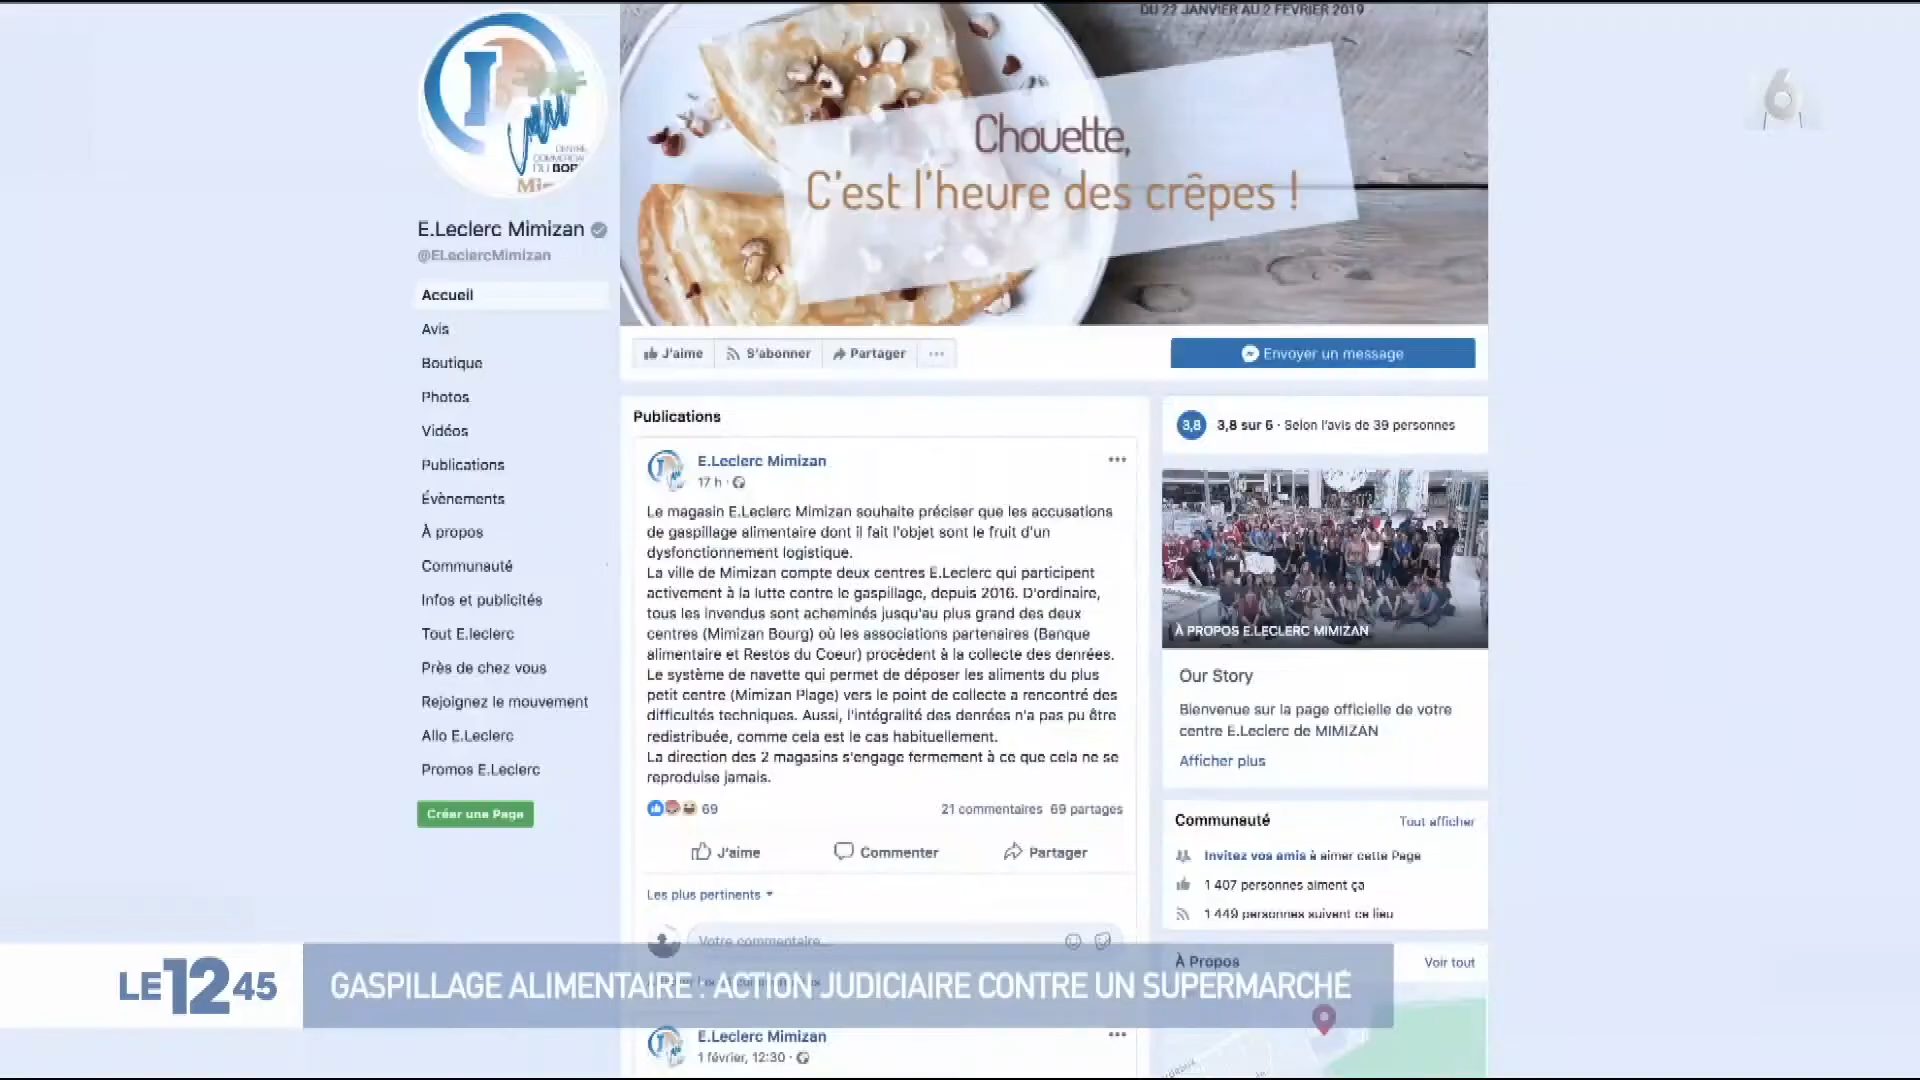 DU 22 JANVIER AU 2 FÉVRIER 2019
Chouette,
C'est l'heure des crêpes !
6
CENTRE
COMMERCIAL
E.Leclerc Mimizan
@ELeclercMimizan
Accueil
Avis
Boutique
Photos
Vidéos
Publications
Évènements
À propos
Communauté
Infos et publicités
Tout E.leclerc
Près de chez vous
Rejoignez le mouvement
Allo E.Leclerc
Promos E.Leclerc
Créer une Page
J'aime
S'abonner
Partager
Envoyer un message
Publications
E.Leclerc Mimizan
17 h
Le magasin E.Leclerc Mimizan souhaite préciser que les accusations
de gaspillage alimentaire dont il fait l'objet sont le fruit d'un
dysfonctionnement logistique.
La ville de Mimizan compte deux centres E.Leclerc qui participent
activement à la lutte contre le gaspillage, depuis 2016. D'ordinaire,
tous les invendus sont acheminés jusqu'au plus grand des deux
centres (Mimizan Bourg) où les associations partenaires (Banque
alimentaire et Restos du Coeur) procèdent à la collecte des denrées.
Le système de navette qui permet de déposer les aliments du plus
petit centre (Mimizan Plage) vers le point de collecte a rencontré des
difficultés techniques. Aussi, l'intégralité des denrées n'a pas pu être
redistribuée, comme cela est le cas habituellement.
La direction des 2 magasins s'engage fermement à ce que cela ne se
reproduise jamais.
69
21 commentaires 69 partages
J'aime
Commenter
Partager
Les plus pertinents
Votre commentaire...
E.Leclerc Mimizan
1 février, 12:30
3,8
3,8 sur 5 · Selon l'avis de 39 personnes
À PROPOS E.LECLERC MIMIZAN
Our Story
Bienvenue sur la page officielle de votre
centre E.Leclerc de MIMIZAN
Afficher plus
Communauté
Tout afficher
Invitez vos amis à aimer cette Page
1 407 personnes aiment ça
1 449 personnes suivent ce lieu
À Propos
Voir tout
LE 12 45
GASPILLAGE ALIMENTAIRE : ACTION JUDICIAIRE CONTRE UN SUPERMARCHÉ